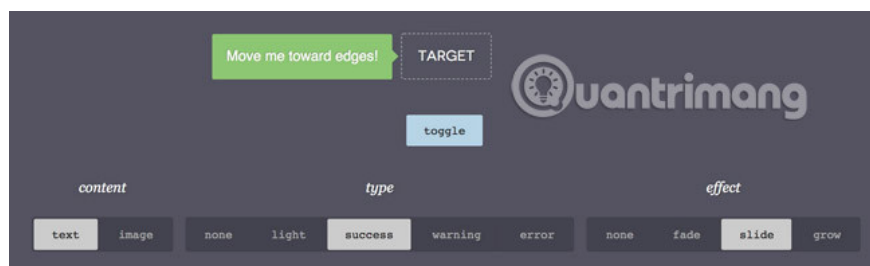 Move me toward edges! TARGET
Quantrimang
toggle
content type effect
text image none light success warning error none fade slide grow